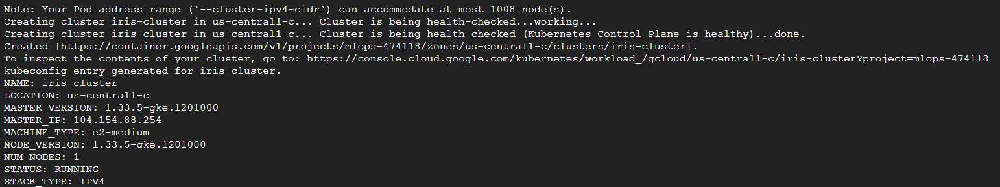 Note: Your Pod address range (`--cluster-ipv4-cidr`) can accommodate at most 1008 node(s).
Creating cluster iris-cluster in us-central1-c... Cluster is being health-checked...working...
Creating cluster iris-cluster in us-central1-c... Cluster is being health-checked (Kubernetes Control Plane is healthy)...done.
Created [https://container.googleapis.com/v1/projects/mlops-474118/zones/us-central1-c/clusters/iris-cluster].
To inspect the contents of your cluster, go to: https://console.cloud.google.com/kubernetes/workload_/gcloud/us-central1-c/iris-cluster?project=mlops-474118
kubeconfig entry generated for iris-cluster.
NAME: iris-cluster
LOCATION: us-central1-c
MASTER_VERSION: 1.33.5-gke.1201000
MASTER_IP: 104.154.88.254
MACHINE_TYPE: e2-medium
NODE_VERSION: 1.33.5-gke.1201000
NUM_NODES: 1
STATUS: RUNNING
STACK_TYPE: IPV4